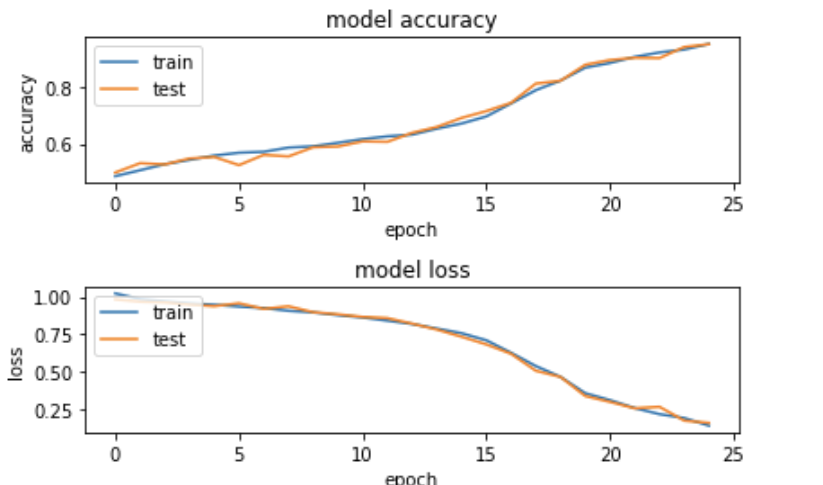 model accuracy
train
test
accuracy
0.8
0.6
0 5 10 15 20 25
epoch
model loss
train
test
loss
1.00
0.75
0.50
0.25
0 5 10 15 20 25
epoch